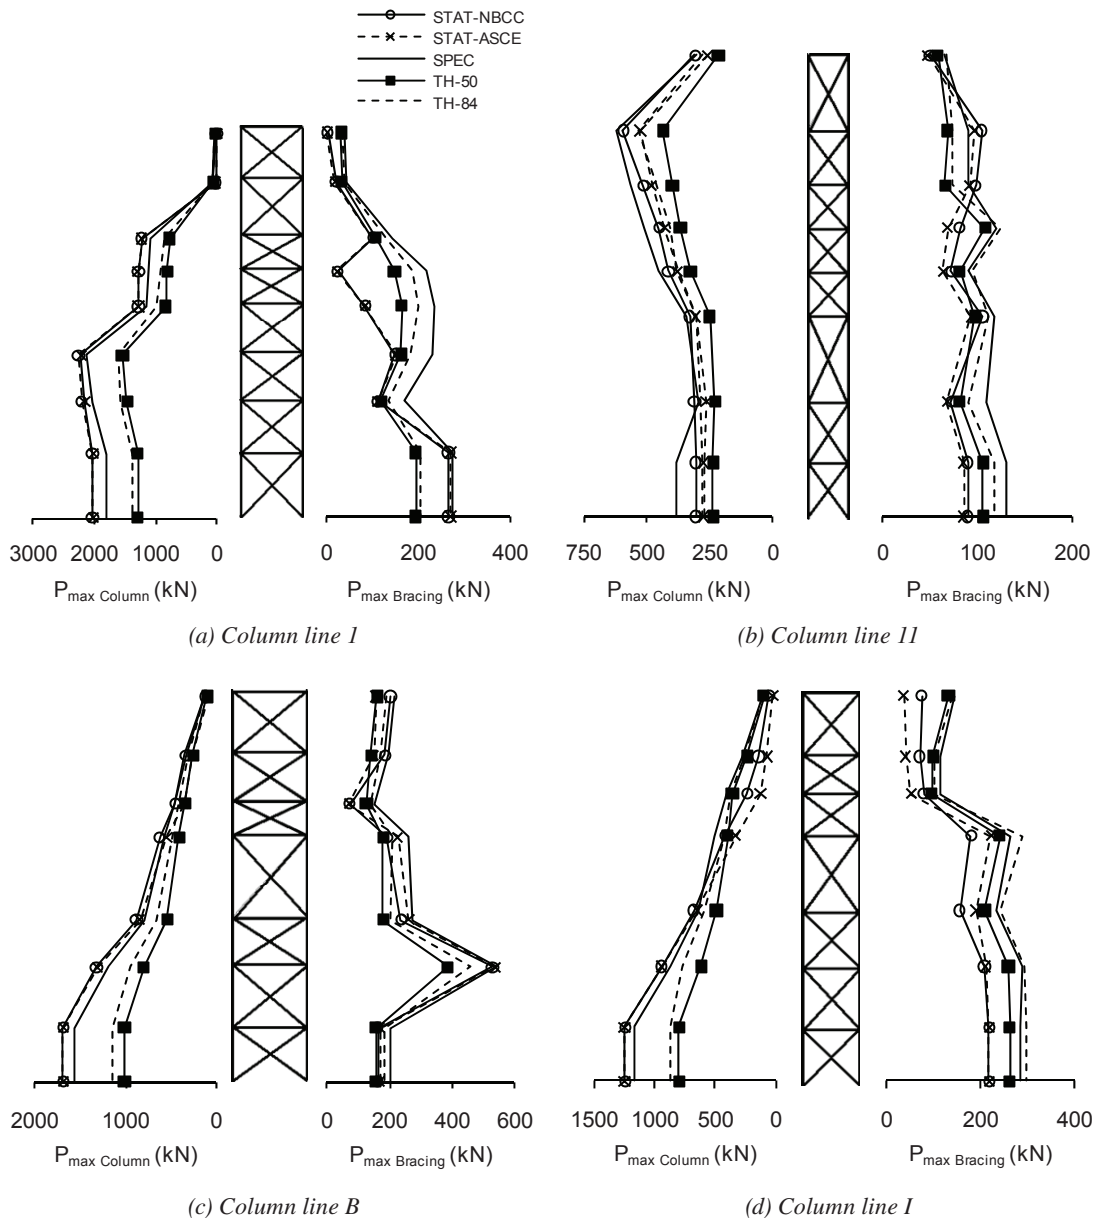 STAT-NBCC
STAT-ASCE
SPEC
TH-50
TH-84
3000 2000 1000 0
0 200 400
P max Column (kN)
P max Bracing (kN)
(a) Column line 1
750 500 250 0
0 100 200
P max Column (kN)
P max Bracing (kN)
(b) Column line 11
2000 1000 0
0 200 400 600
P max Column (kN)
P max Bracing (kN)
(c) Column line B
1500 1000 500 0
0 200 400
P max Column (kN)
P max Bracing (kN)
(d) Column line I